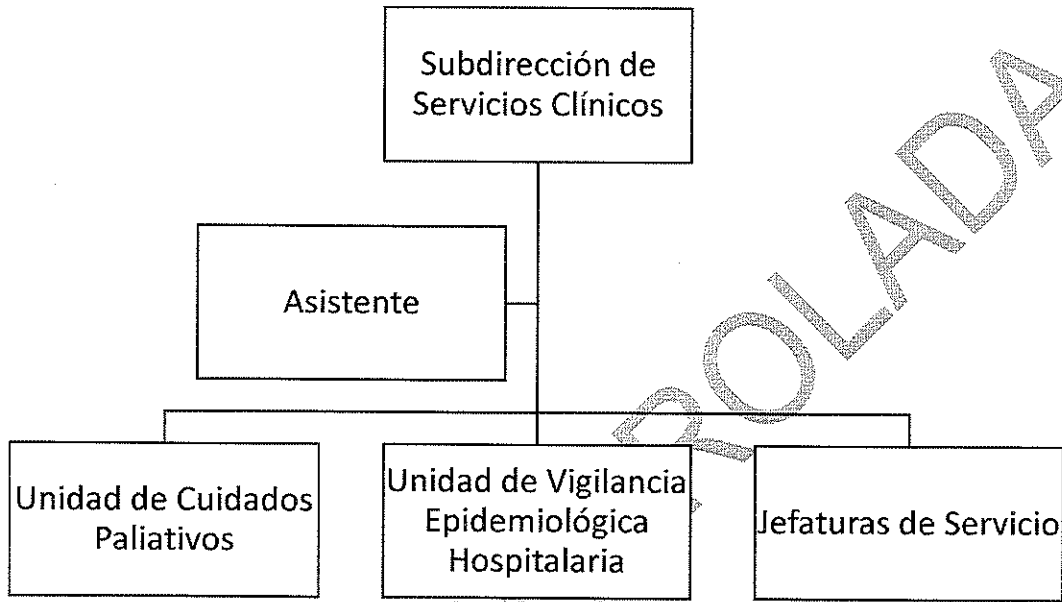 Subdirección de
Servicios Clínicos
Asistente
Unidad de Cuidados
Paliativos
Unidad de Vigilancia
Epidemiológica
Hospitalaria
Jefaturas de Servicio
ROLADA